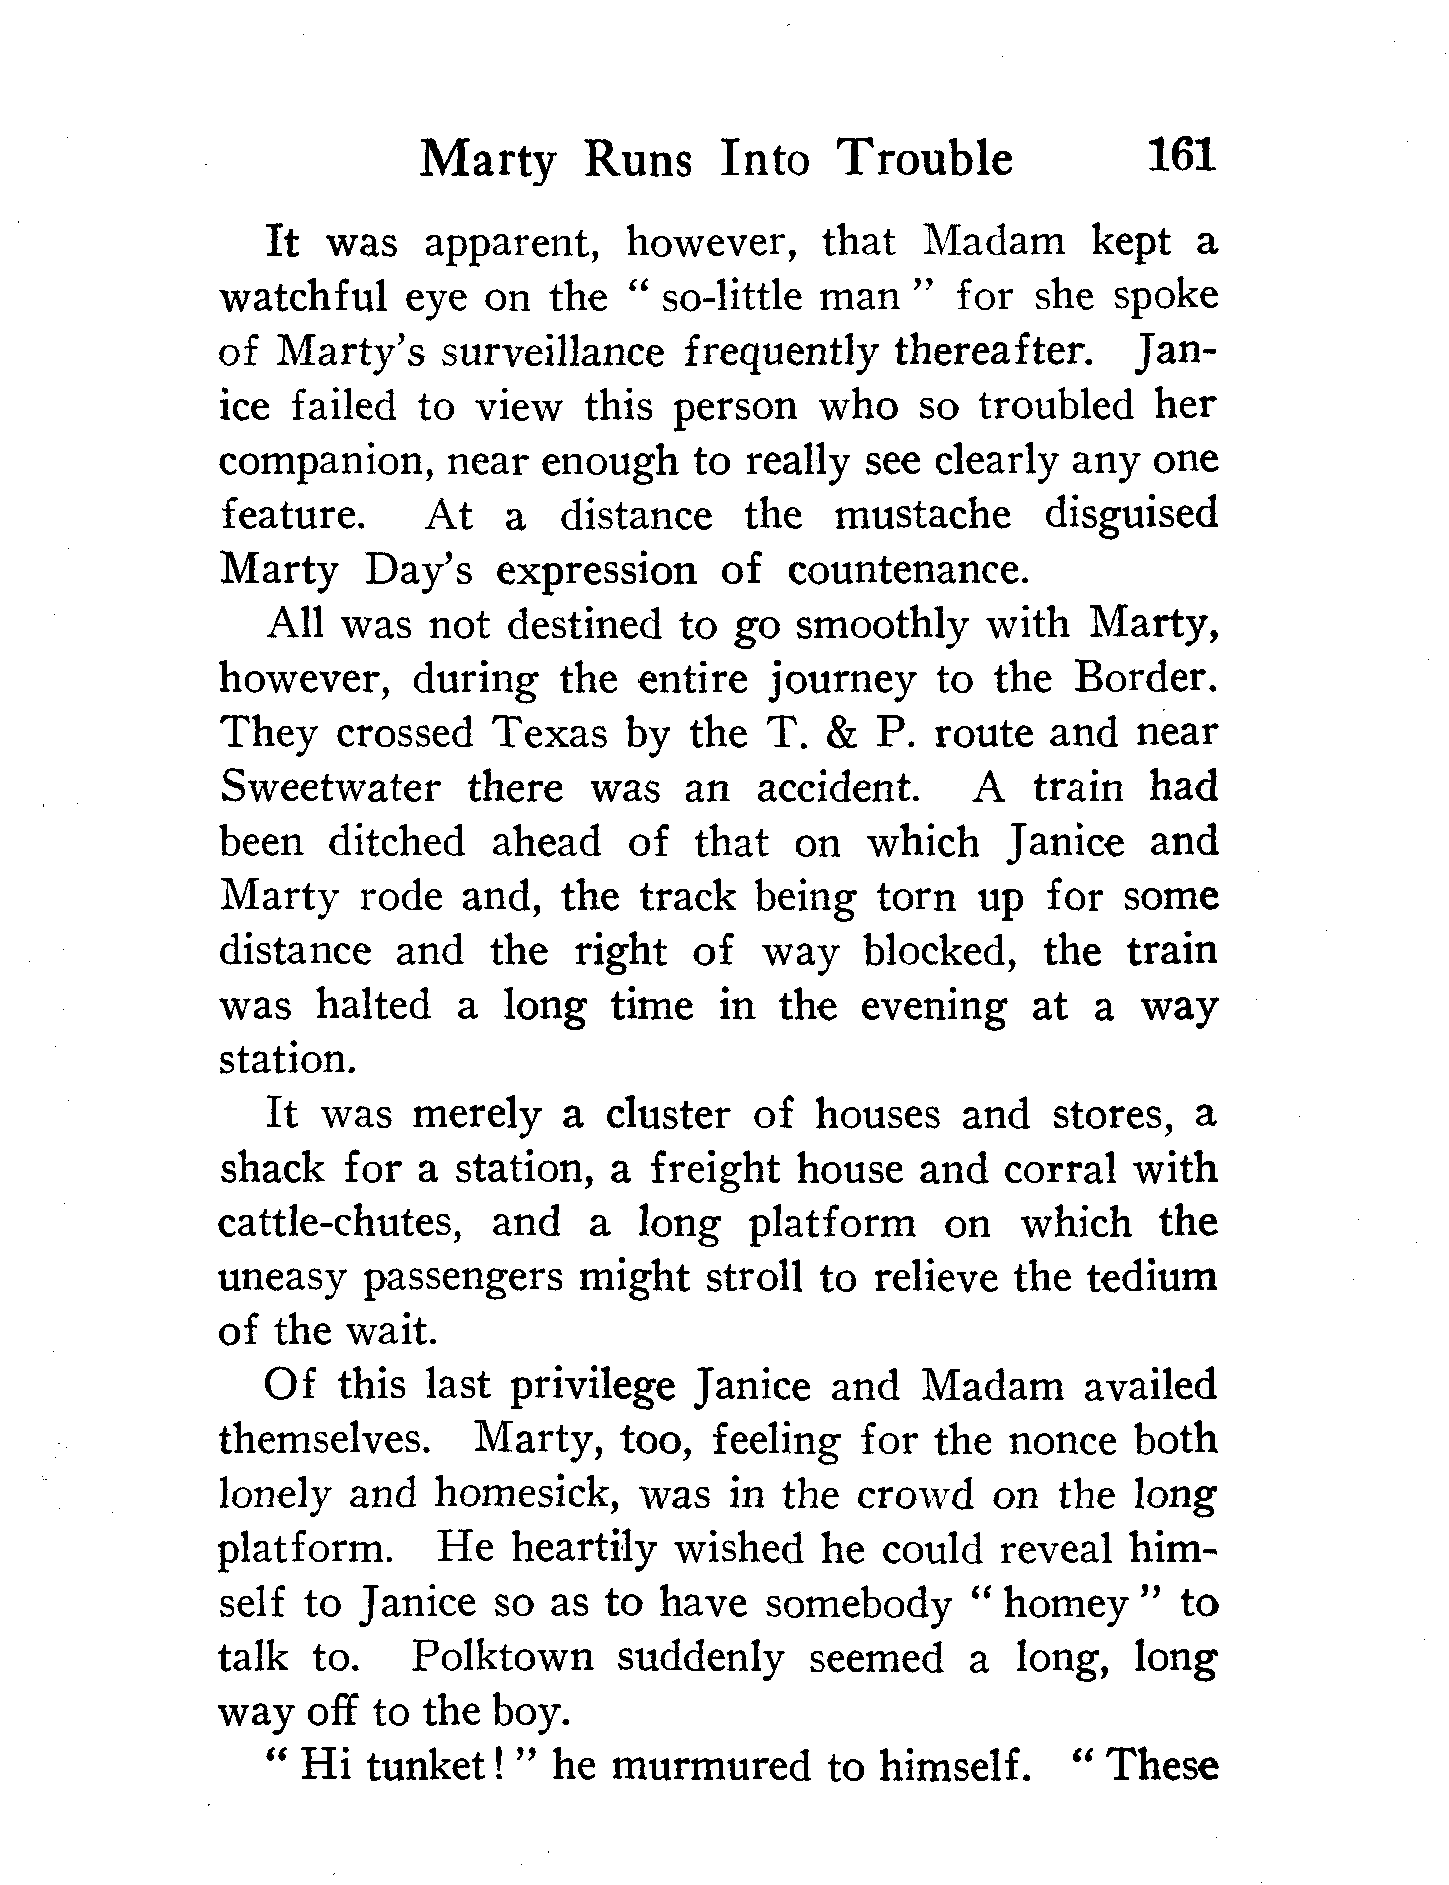 Marty Runs Into Trouble 161
It was apparent, however, that Madam kept a
watchful eye on the “ so-little man ” for she spoke
of Marty’s surveillance frequently thereafter. Jan-
ice failed to view this person who so troubled her
companion, near enough to really see clearly any one
feature. At a distance the mustache disguised
Marty Day’s expression of countenance.
All was not destined to go smoothly with Marty,
however, during the entire journey to the Border.
They crossed Texas by the T. & P. route and near
Sweetwater there was an accident. A train had
been ditched ahead of that on which Janice and
Marty rode and, the track being torn up for some
distance and the right of way blocked, the train
was halted a long time in the evening at a way
station.
It was merely a cluster of houses and stores, a
shack for a station, a freight house and corral with
cattle-chutes, and a long platform on which the
uneasy passengers might stroll to relieve the tedium
of the wait.
Of this last privilege Janice and Madam availed
themselves. Marty, too, feeling for the nonce both
lonely and homesick, was in the crowd on the long
platform. He heartily wished he could reveal him-
self to Janice so as to have somebody “ homey ” to
talk to. Polktown suddenly seemed a long, long
way off to the boy.
“ Hi tunket ! ” he murmured to himself. “ These